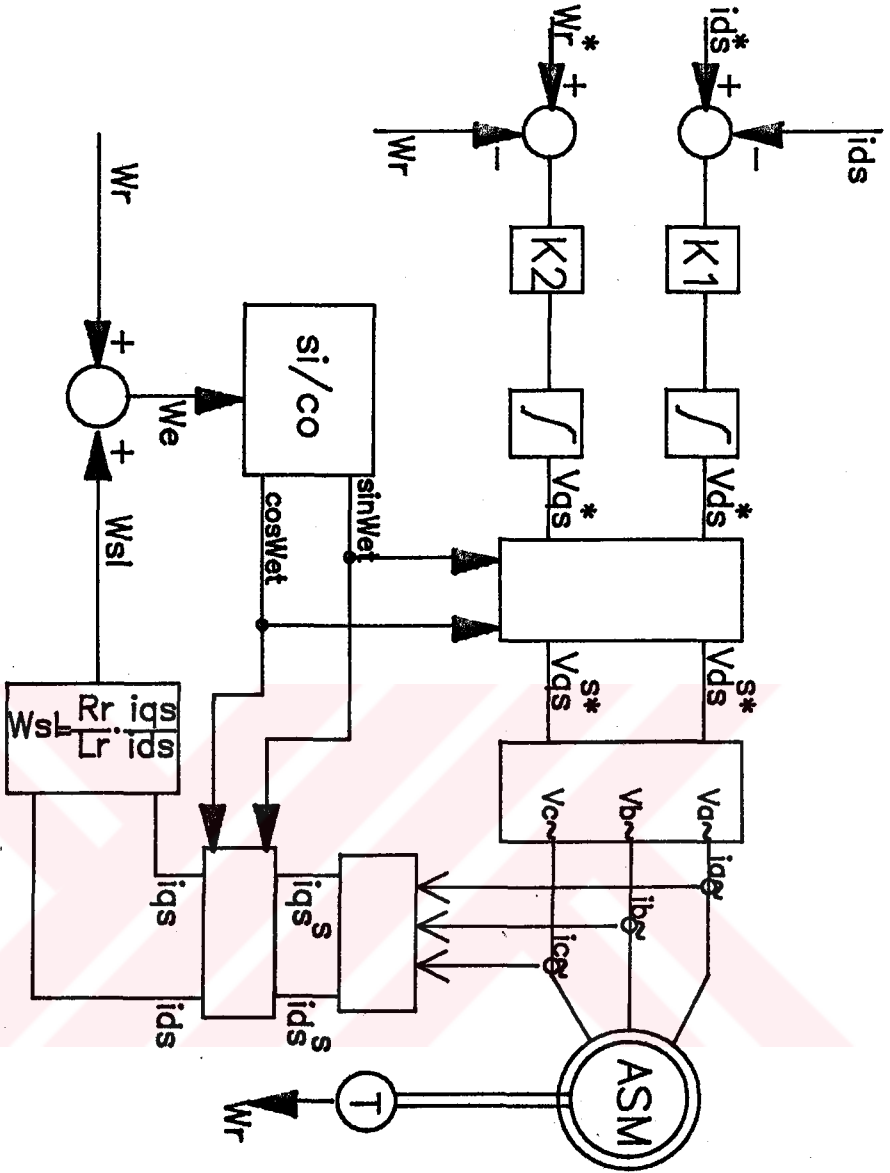 ids
ids*
+
−
K1
∫
Vds*
Vds s*
Va~
ia~
Vb~
ib~
ASM
Wr*
+
−
Wr
K2
∫
Vqs*
Vqs s*
Vc~
ic~
si/co
sinWet
cosWet
T
Wr
iqs s
ids s
We
iqs
ids
Wr
+
+
Wsl
Wsl=Rr/Lr·iqs/ids